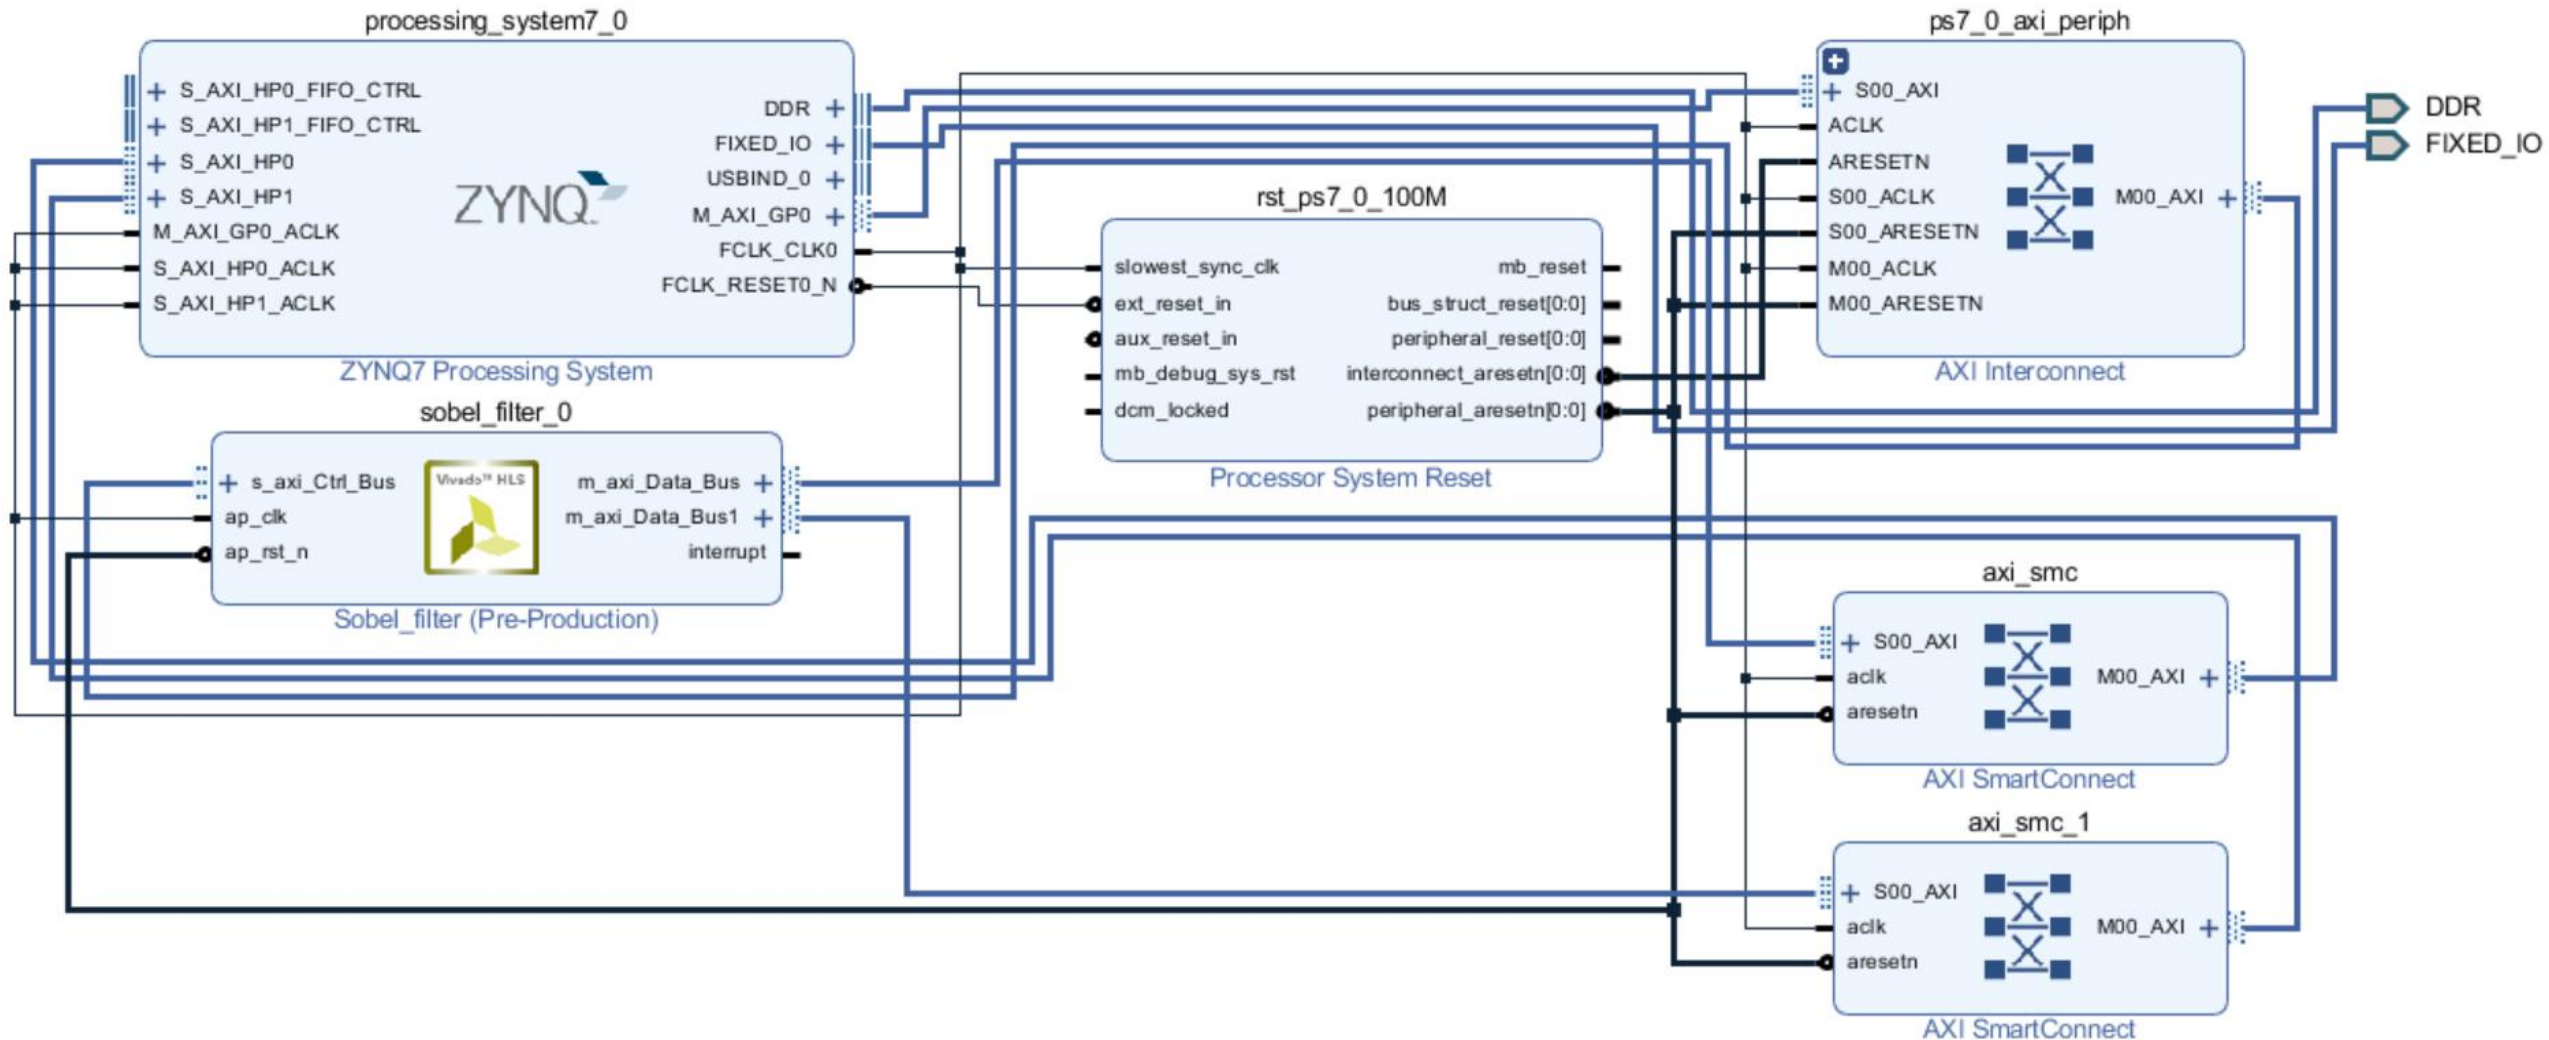 processing_system7_0
S_AXI_HP0_FIFO_CTRL
S_AXI_HP1_FIFO_CTRL
S_AXI_HP0
S_AXI_HP1
M_AXI_GP0_ACLK
S_AXI_HP0_ACLK
S_AXI_HP1_ACLK
ZYNQ
DDR
FIXED_IO
USBIND_0
M_AXI_GP0
FCLK_CLK0
FCLK_RESET0_N
ZYNQ7 Processing System
sobel_filter_0
s_axi_Ctrl_Bus
ap_clk
ap_rst_n
Vivado™ HLS
m_axi_Data_Bus
m_axi_Data_Bus1
interrupt
Sobel_filter (Pre-Production)
rst_ps7_0_100M
slowest_sync_clk
ext_reset_in
aux_reset_in
mb_debug_sys_rst
dcm_locked
mb_reset
bus_struct_reset[0:0]
peripheral_reset[0:0]
interconnect_aresetn[0:0]
peripheral_aresetn[0:0]
Processor System Reset
ps7_0_axi_periph
S00_AXI
ACLK
ARESETN
S00_ACLK
S00_ARESETN
M00_ACLK
M00_ARESETN
M00_AXI
AXI Interconnect
DDR
FIXED_IO
axi_smc
S00_AXI
aclk
aresetn
M00_AXI
AXI SmartConnect
axi_smc_1
S00_AXI
aclk
aresetn
M00_AXI
AXI SmartConnect